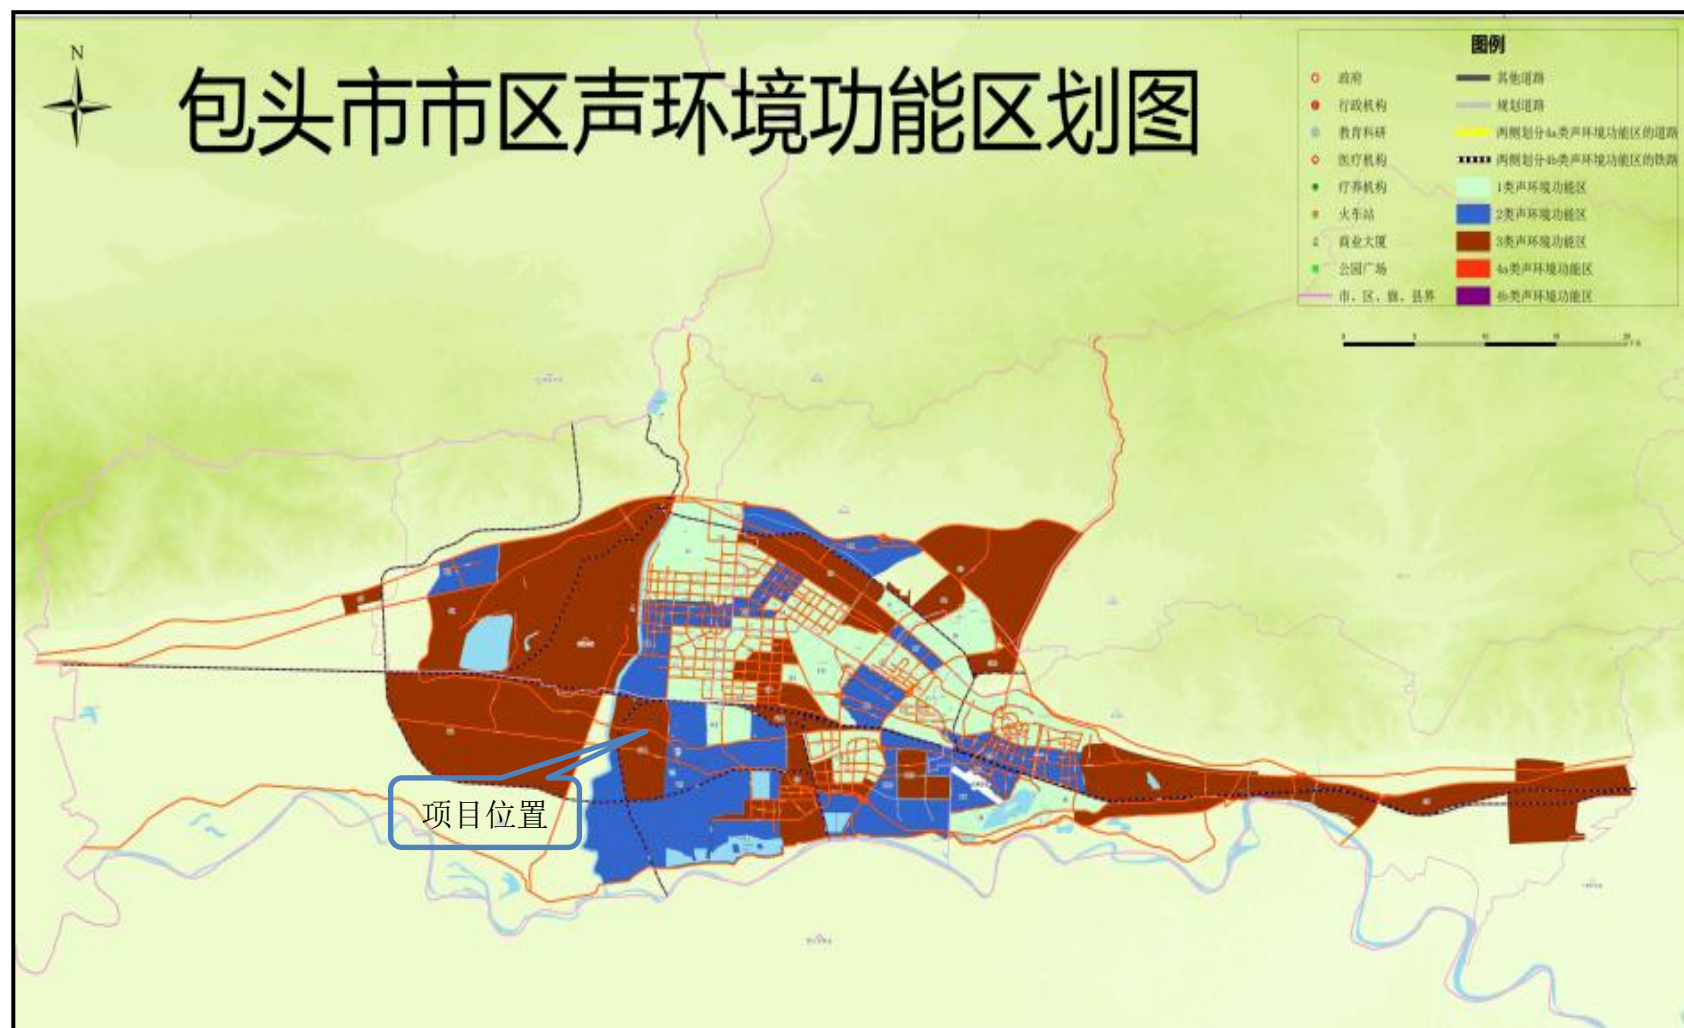 N
包头市市区声环境功能区划图
图例
政府
行政机构
教育科研
医疗机构
疗养机构
火车站
商业大厦
公园广场
市、区、旗、县界
其他道路
规划道路
两侧划分4a类声环境功能区的道路
两侧划分4b类声环境功能区的铁路
1类声环境功能区
2类声环境功能区
3类声环境功能区
4a类声环境功能区
4b类声环境功能区
项目位置